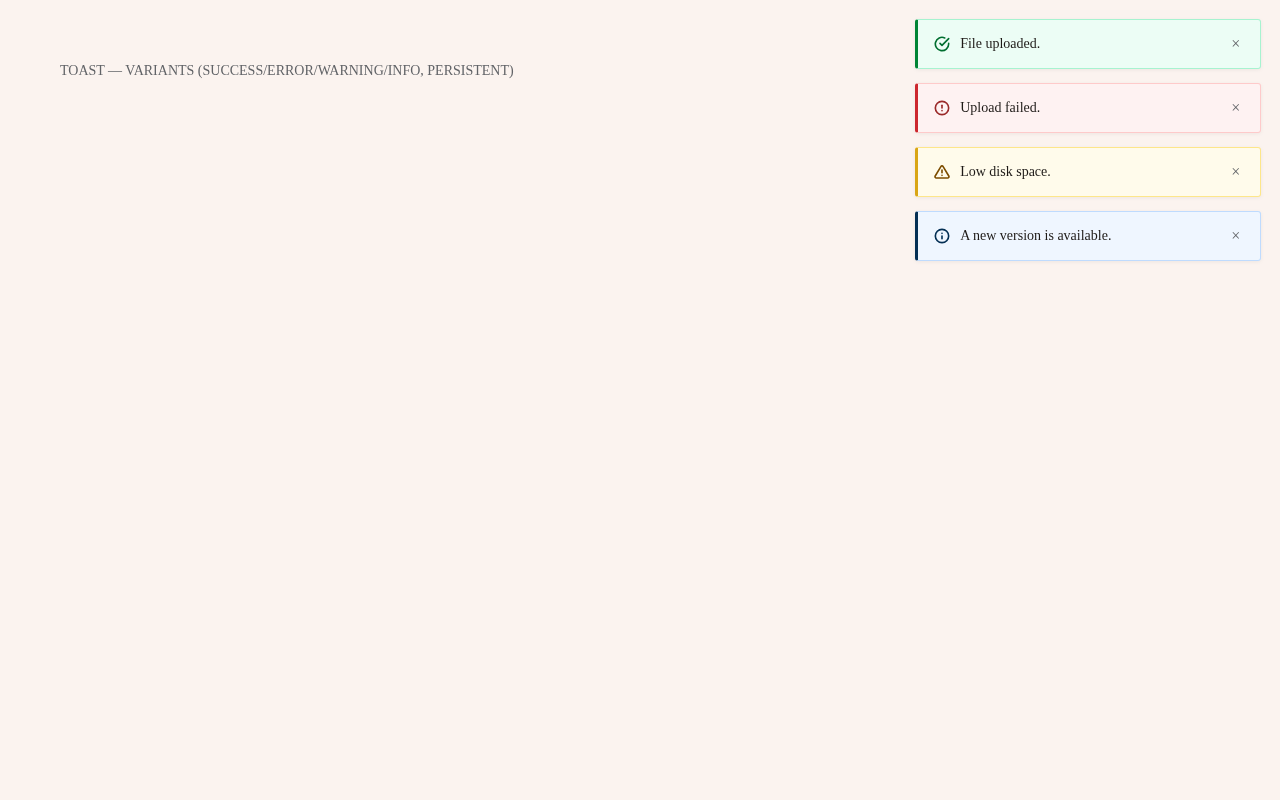 TOAST — VARIANTS (SUCCESS/ERROR/WARNING/INFO, PERSISTENT)
File uploaded. ×
Upload failed. ×
Low disk space. ×
A new version is available. ×